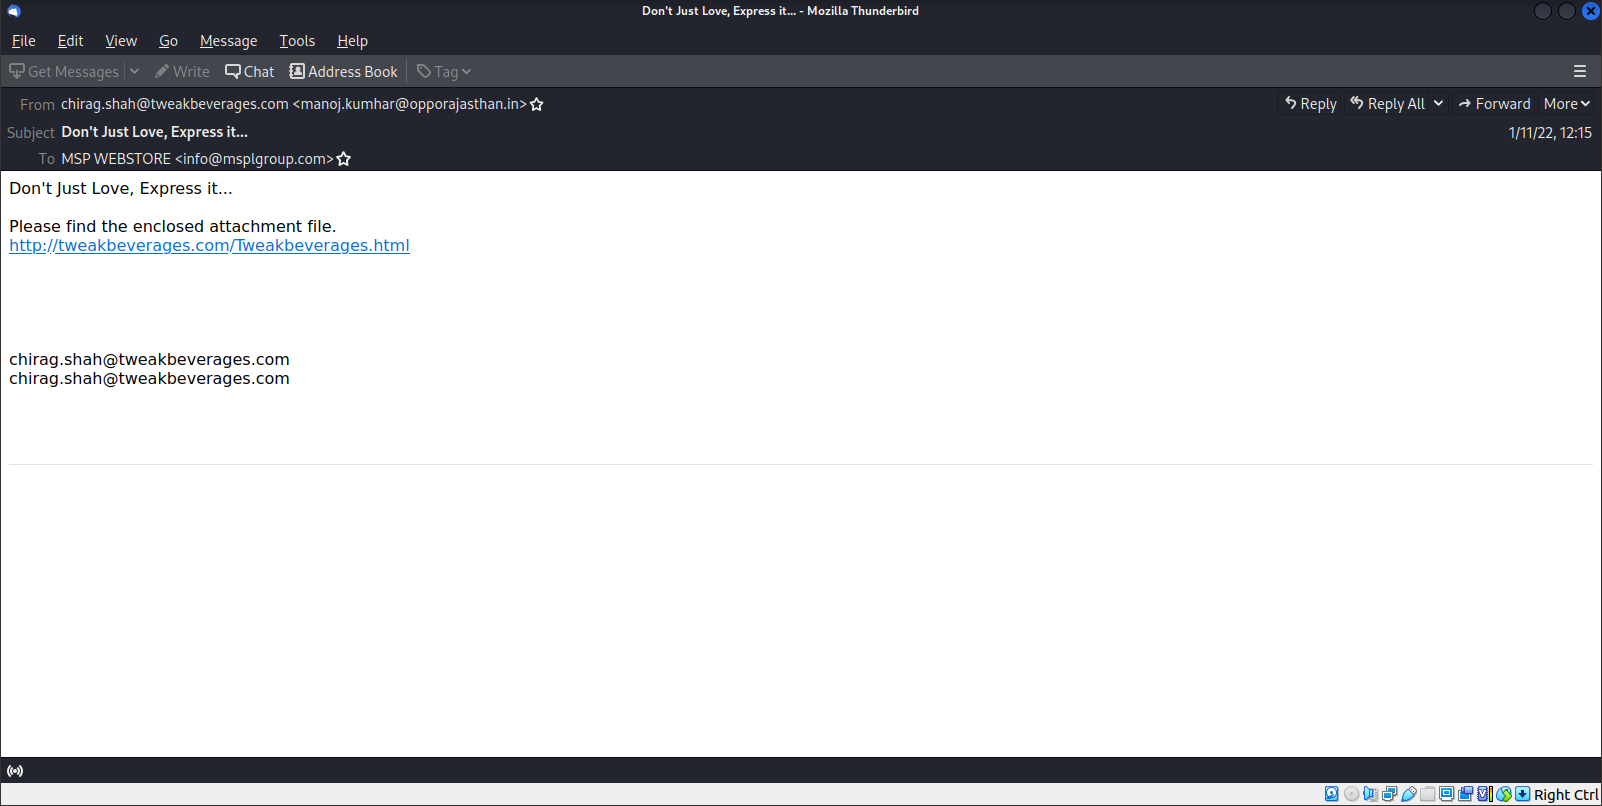 Don't Just Love, Express it... - Mozilla Thunderbird
File Edit View Go Message Tools Help
Get Messages Write Chat Address Book Tag
From chirag.shah@tweakbeverages.com <manoj.kumhar@opporajasthan.in> Reply Reply All Forward More
Subject Don't Just Love, Express it... 1/11/22, 12:15
To MSP WEBSTORE <info@msplgroup.com>
Don't Just Love, Express it...
Please find the enclosed attachment file.
http://tweakbeverages.com/Tweakbeverages.html
chirag.shah@tweakbeverages.com
chirag.shah@tweakbeverages.com
Right Ctrl